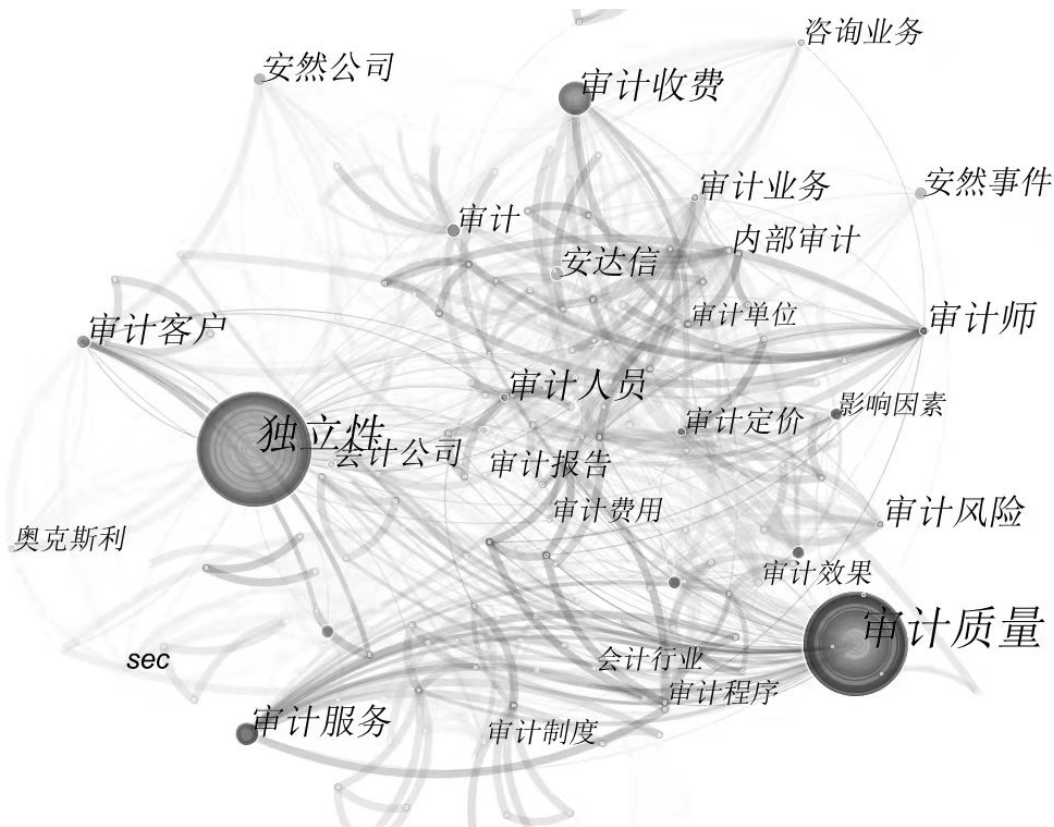 咨询业务
安然公司
审计收费
安然事件
审计业务
审计
内部审计
安达信
审计单位
审计师
审计客户
审计人员
影响因素
审计定价
独立性
会计公司
审计报告
审计费用
审计风险
奥克斯利
审计效果
审计质量
sec
会计行业
审计程序
审计服务
审计制度